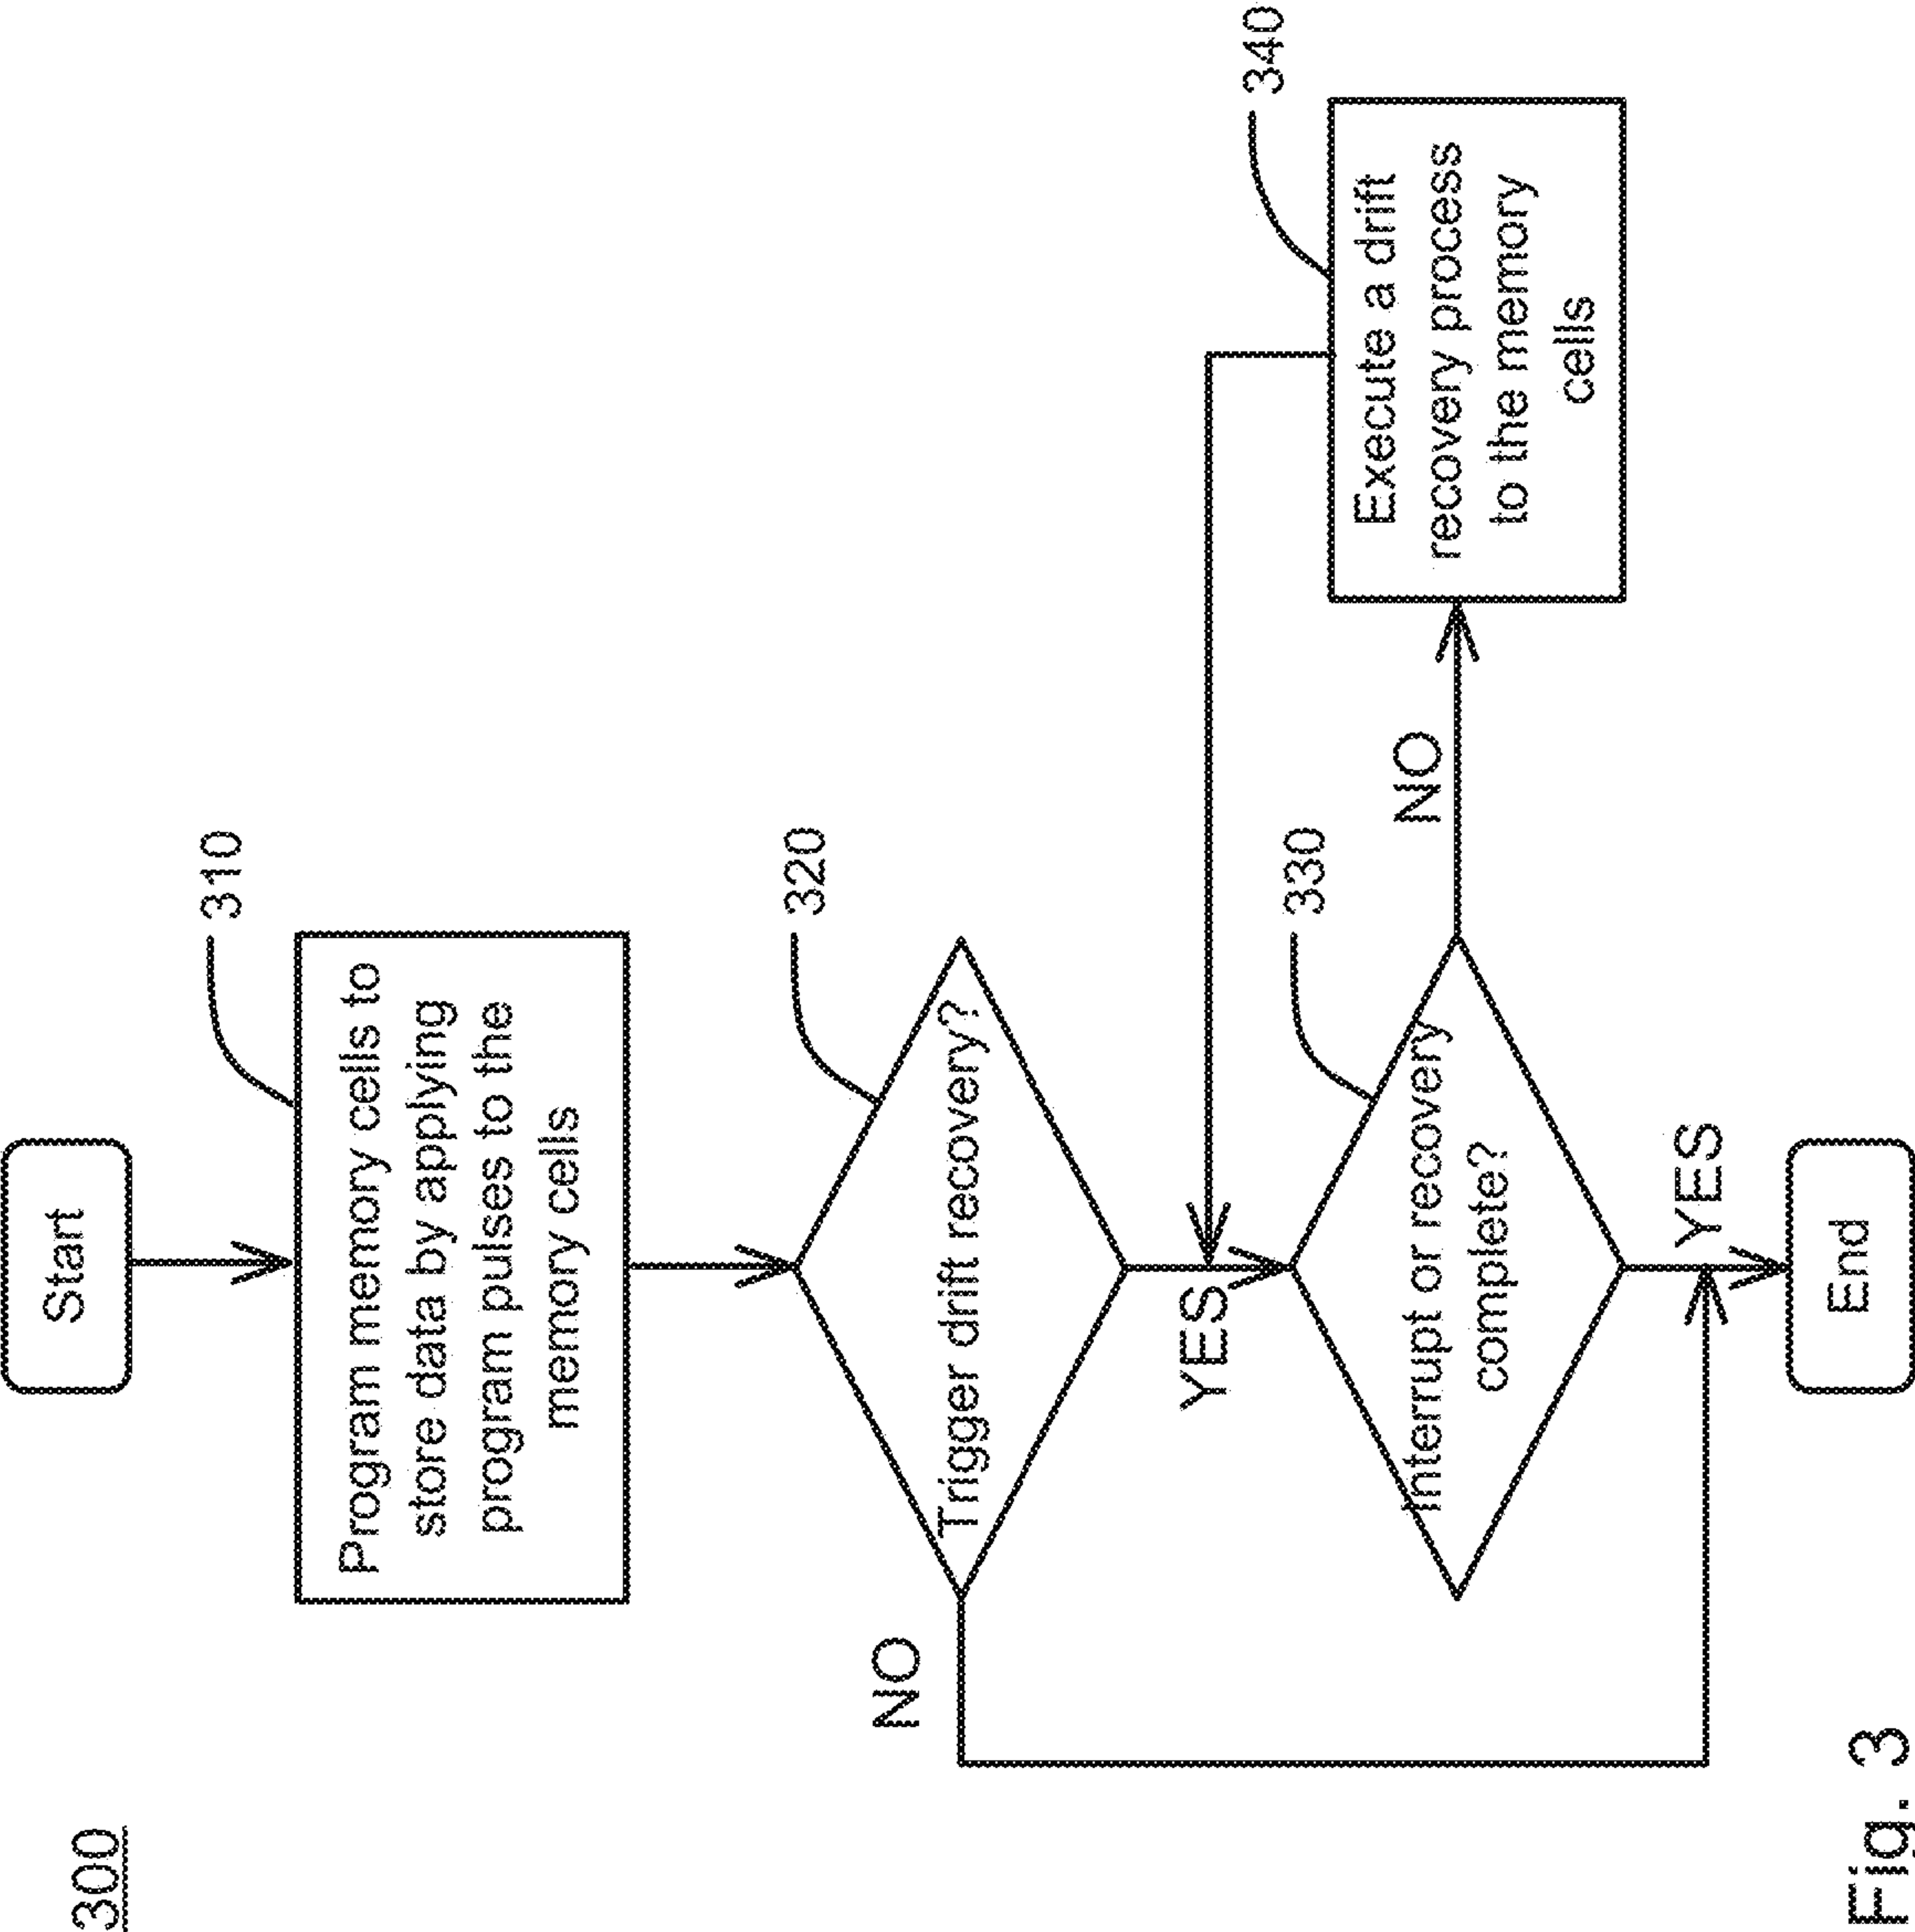 300
Start
310
Program memory cells to
store data by applying
program pulses to the
memory cells
320
Trigger drift recovery?
NO
YES
330
Interrupt or recovery
complete?
NO
340
Execute a drift
recovery process
to the memory
cells
YES
End
Fig. 3